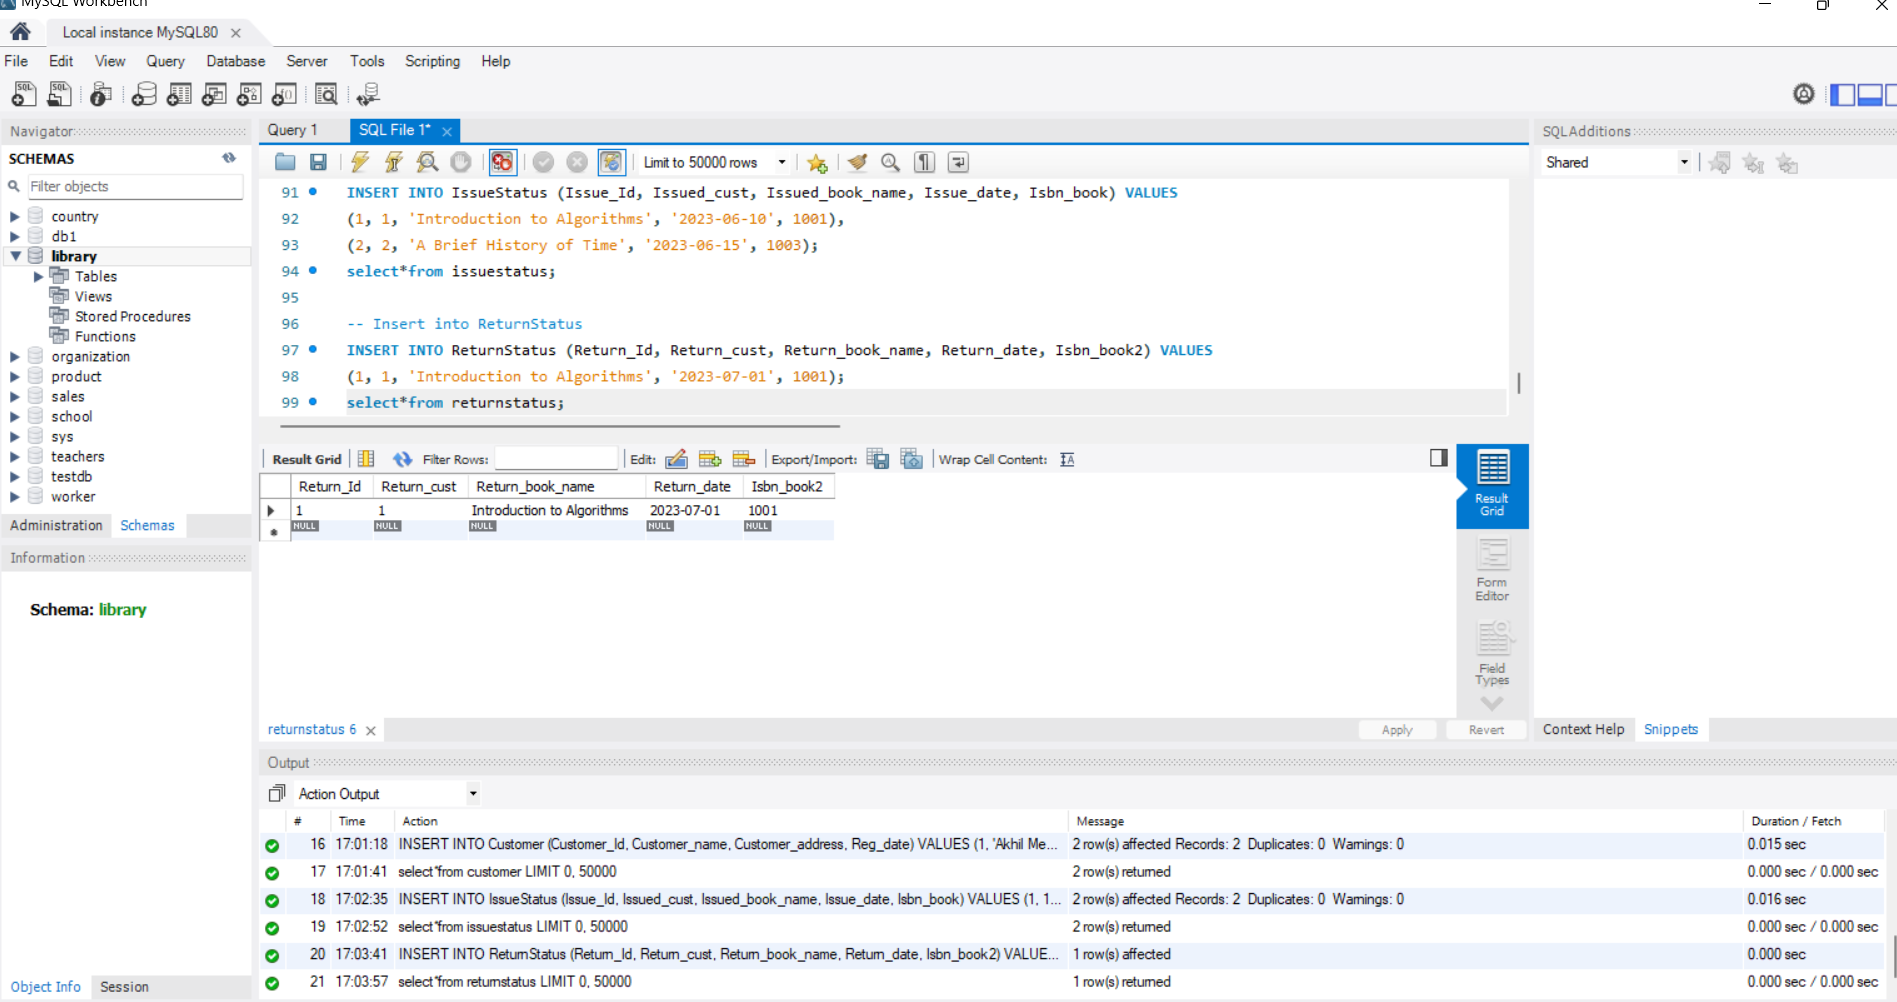 MySQL Workbench
Local instance MySQL80
File Edit View Query Database Server Tools Scripting Help
Navigator
SCHEMAS
Filter objects
country
db1
library
Tables
Views
Stored Procedures
Functions
organization
product
sales
school
sys
teachers
testdb
worker
Administration Schemas
Information
Schema: library
Object Info Session
Query 1 SQL File 1*
Limit to 50000 rows
91 INSERT INTO IssueStatus (Issue_Id, Issued_cust, Issued_book_name, Issue_date, Isbn_book) VALUES
92 (1, 1, 'Introduction to Algorithms', '2023-06-10', 1001),
93 (2, 2, 'A Brief History of Time', '2023-06-15', 1003);
94 select*from issuestatus;
95
96 -- Insert into ReturnStatus
97 INSERT INTO ReturnStatus (Return_Id, Return_cust, Return_book_name, Return_date, Isbn_book2) VALUES
98 (1, 1, 'Introduction to Algorithms', '2023-07-01', 1001);
99 select*from returnstatus;
Result Grid Filter Rows: Edit: Export/Import: Wrap Cell Content:
Return_Id Return_cust Return_book_name Return_date Isbn_book2
1 1 Introduction to Algorithms 2023-07-01 1001
NULL NULL NULL NULL NULL
Result
Grid
Form
Editor
Field
Types
returnstatus 6
Apply Revert
SQLAdditions
Shared
Context Help Snippets
Output
Action Output
# Time Action Message Duration / Fetch
16 17:01:18 INSERT INTO Customer (Customer_Id, Customer_name, Customer_address, Reg_date) VALUES (1, 'Akhil Me... 2 row(s) affected Records: 2 Duplicates: 0 Warnings: 0 0.015 sec
17 17:01:41 select*from customer LIMIT 0, 50000 2 row(s) returned 0.000 sec / 0.000 sec
18 17:02:35 INSERT INTO IssueStatus (Issue_Id, Issued_cust, Issued_book_name, Issue_date, Isbn_book) VALUES (1, 1... 2 row(s) affected Records: 2 Duplicates: 0 Warnings: 0 0.016 sec
19 17:02:52 select*from issuestatus LIMIT 0, 50000 2 row(s) returned 0.000 sec / 0.000 sec
20 17:03:41 INSERT INTO ReturnStatus (Return_Id, Return_cust, Return_book_name, Return_date, Isbn_book2) VALUE... 1 row(s) affected 0.000 sec
21 17:03:57 select*from returnstatus LIMIT 0, 50000 1 row(s) returned 0.000 sec / 0.000 sec